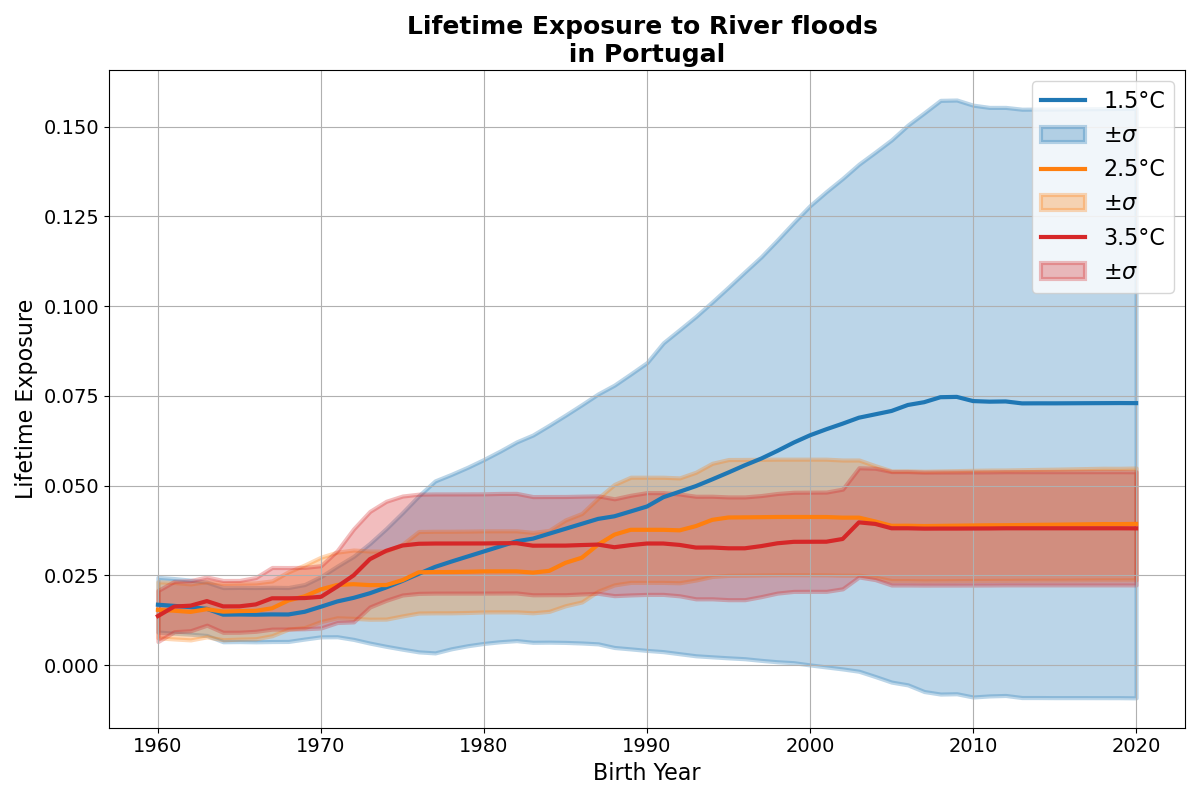 Lifetime Exposure to River floods
in Portugal
1.5°C
±σ
2.5°C
±σ
3.5°C
±σ
0.150
0.125
0.100
0.075
0.050
0.025
0.000
Lifetime Exposure
1960 1970 1980 1990 2000 2010 2020
Birth Year